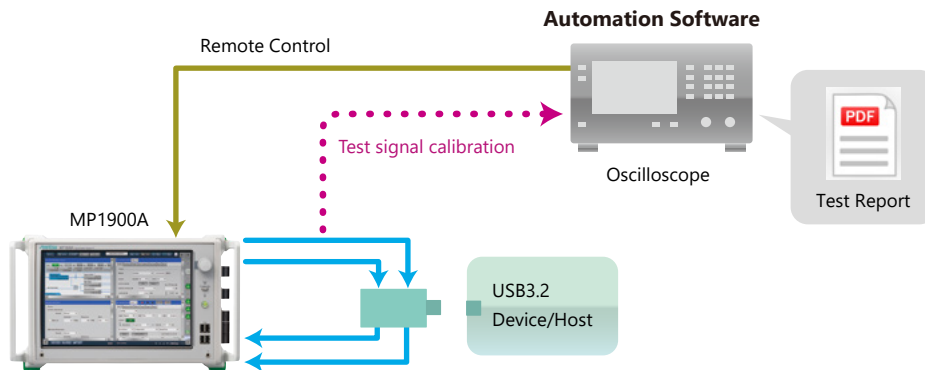 Automation Software
Remote Control
PDF
Test signal calibration
Oscilloscope
Test Report
MP1900A
USB3.2
Device/Host